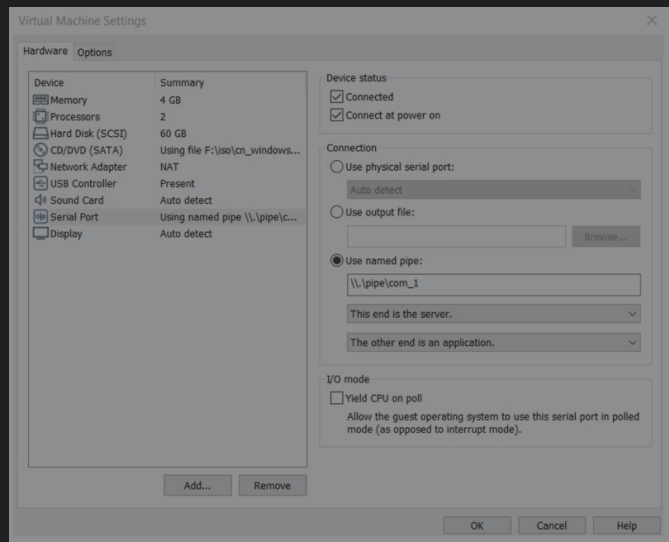 Virtual Machine Settings
Hardware Options
Device Summary
Memory 4 GB
Processors 2
Hard Disk (SCSI) 60 GB
CD/DVD (SATA) Using file F:\iso\cn_windows...
Network Adapter NAT
USB Controller Present
Sound Card Auto detect
Serial Port Using named pipe \\.\pipe\c...
Display Auto detect
Add... Remove
Device status
Connected
Connect at power on
Connection
Use physical serial port:
Auto detect
Use output file:
Browse...
Use named pipe:
\\.\pipe\com_1
This end is the server.
The other end is an application.
I/O mode
Yield CPU on poll
Allow the guest operating system to use this serial port in polled
mode (as opposed to interrupt mode).
OK Cancel Help